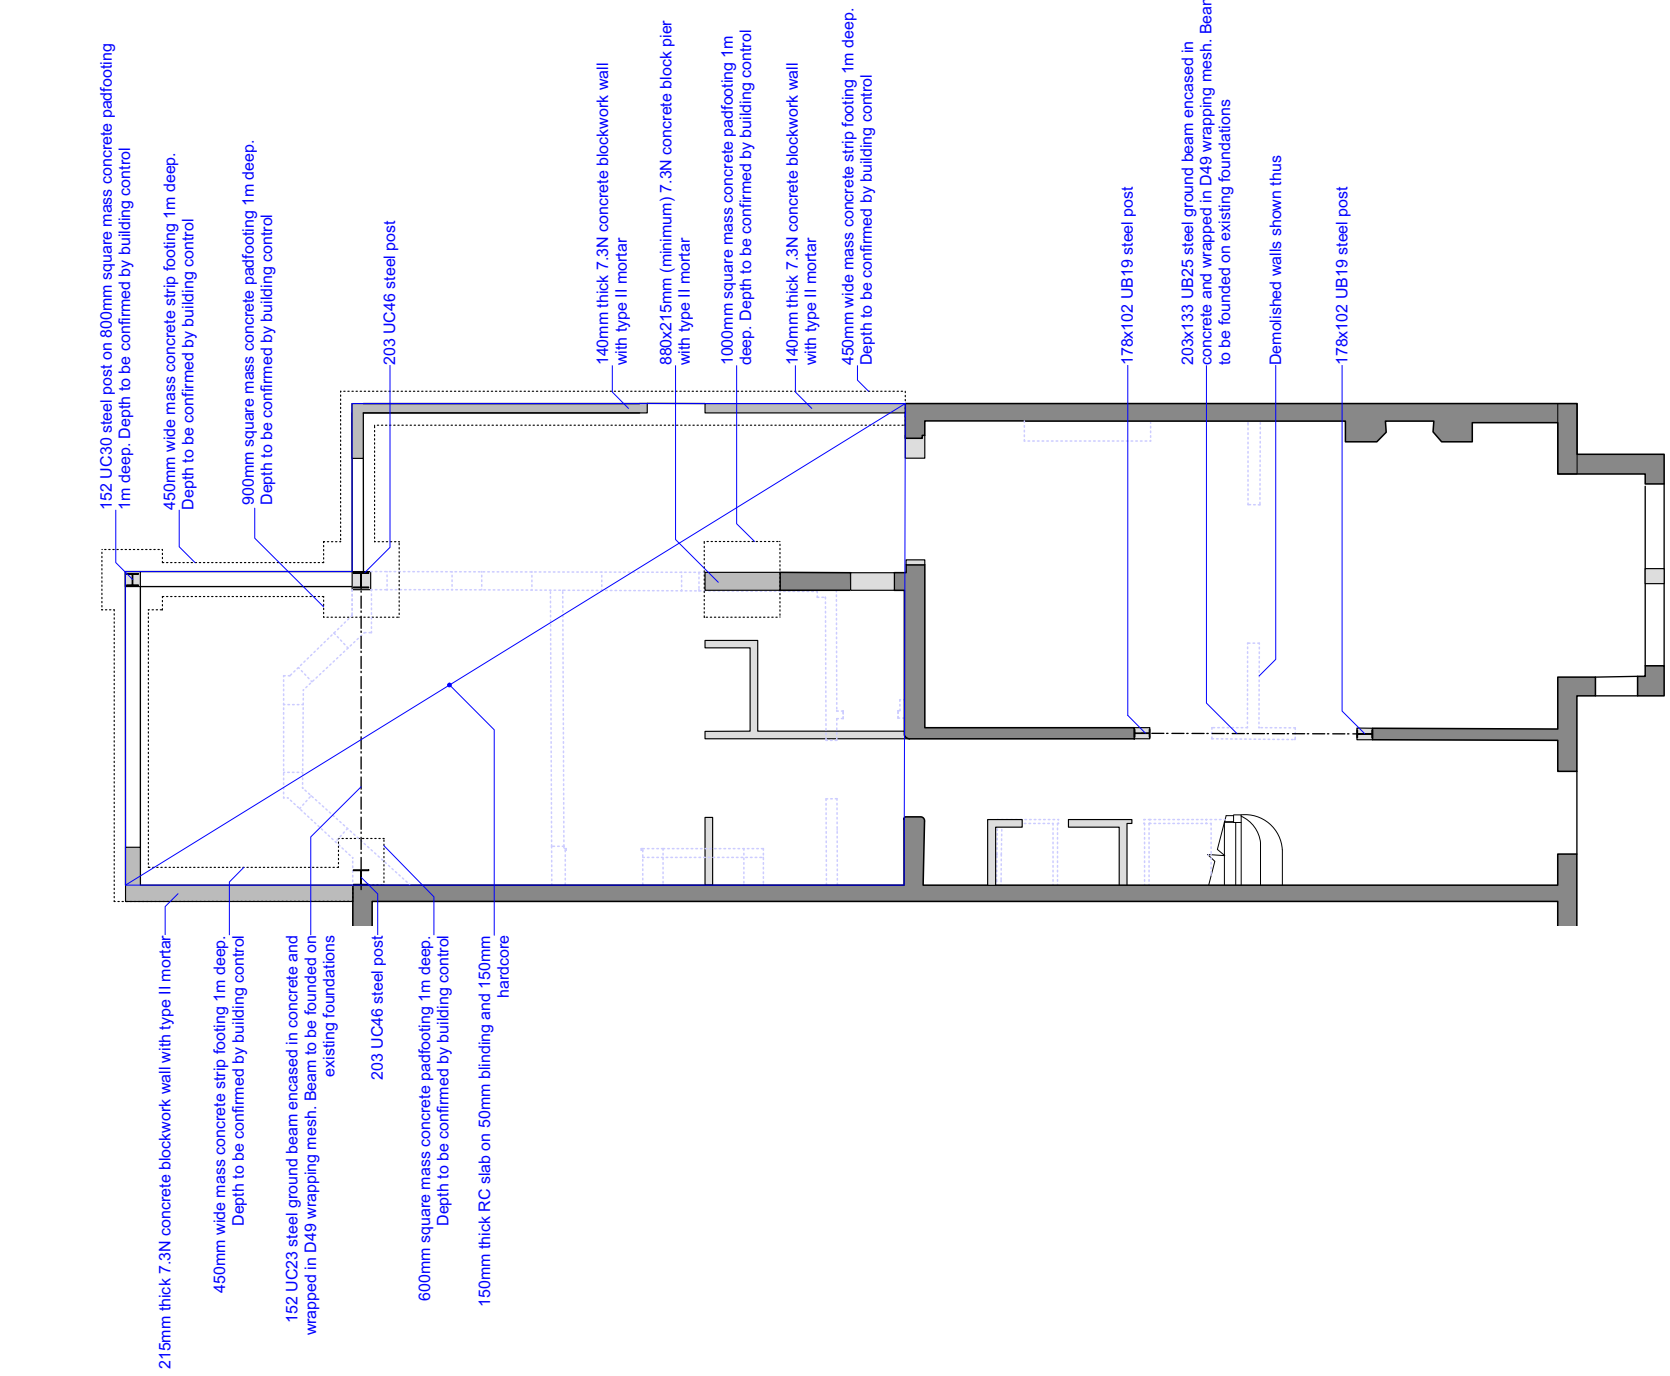 152 UC30 steel post on 800mm square mass concrete padfooting
1m deep. Depth to be confirmed by building control
450mm wide mass concrete strip footing 1m deep.
Depth to be confirmed by building control
900mm square mass concrete padfooting 1m deep.
Depth to be confirmed by building control
203 UC46 steel post
140mm thick 7.3N concrete blockwork wall
with type II mortar
880x215mm (minimum) 7.3N concrete block pier
with type II mortar
1000mm square mass concrete padfooting 1m
deep. Depth to be confirmed by building control
140mm thick 7.3N concrete blockwork wall
with type II mortar
450mm wide mass concrete strip footing 1m deep.
Depth to be confirmed by building control
178x102 UB19 steel post
203x133 UB25 steel ground beam encased in
concrete and wrapped in D49 wrapping mesh. Beam
to be founded on existing foundations
Demolished walls shown thus
178x102 UB19 steel post
215mm thick 7.3N concrete blockwork wall with type II mortar
450mm wide mass concrete strip footing 1m deep.
Depth to be confirmed by building control
152 UC23 steel ground beam encased in concrete and
wrapped in D49 wrapping mesh. Beam to be founded on
existing foundations
203 UC46 steel post
600mm square mass concrete padfooting 1m deep.
Depth to be confirmed by building control
150mm thick RC slab on 50mm blinding and 150mm
hardcore